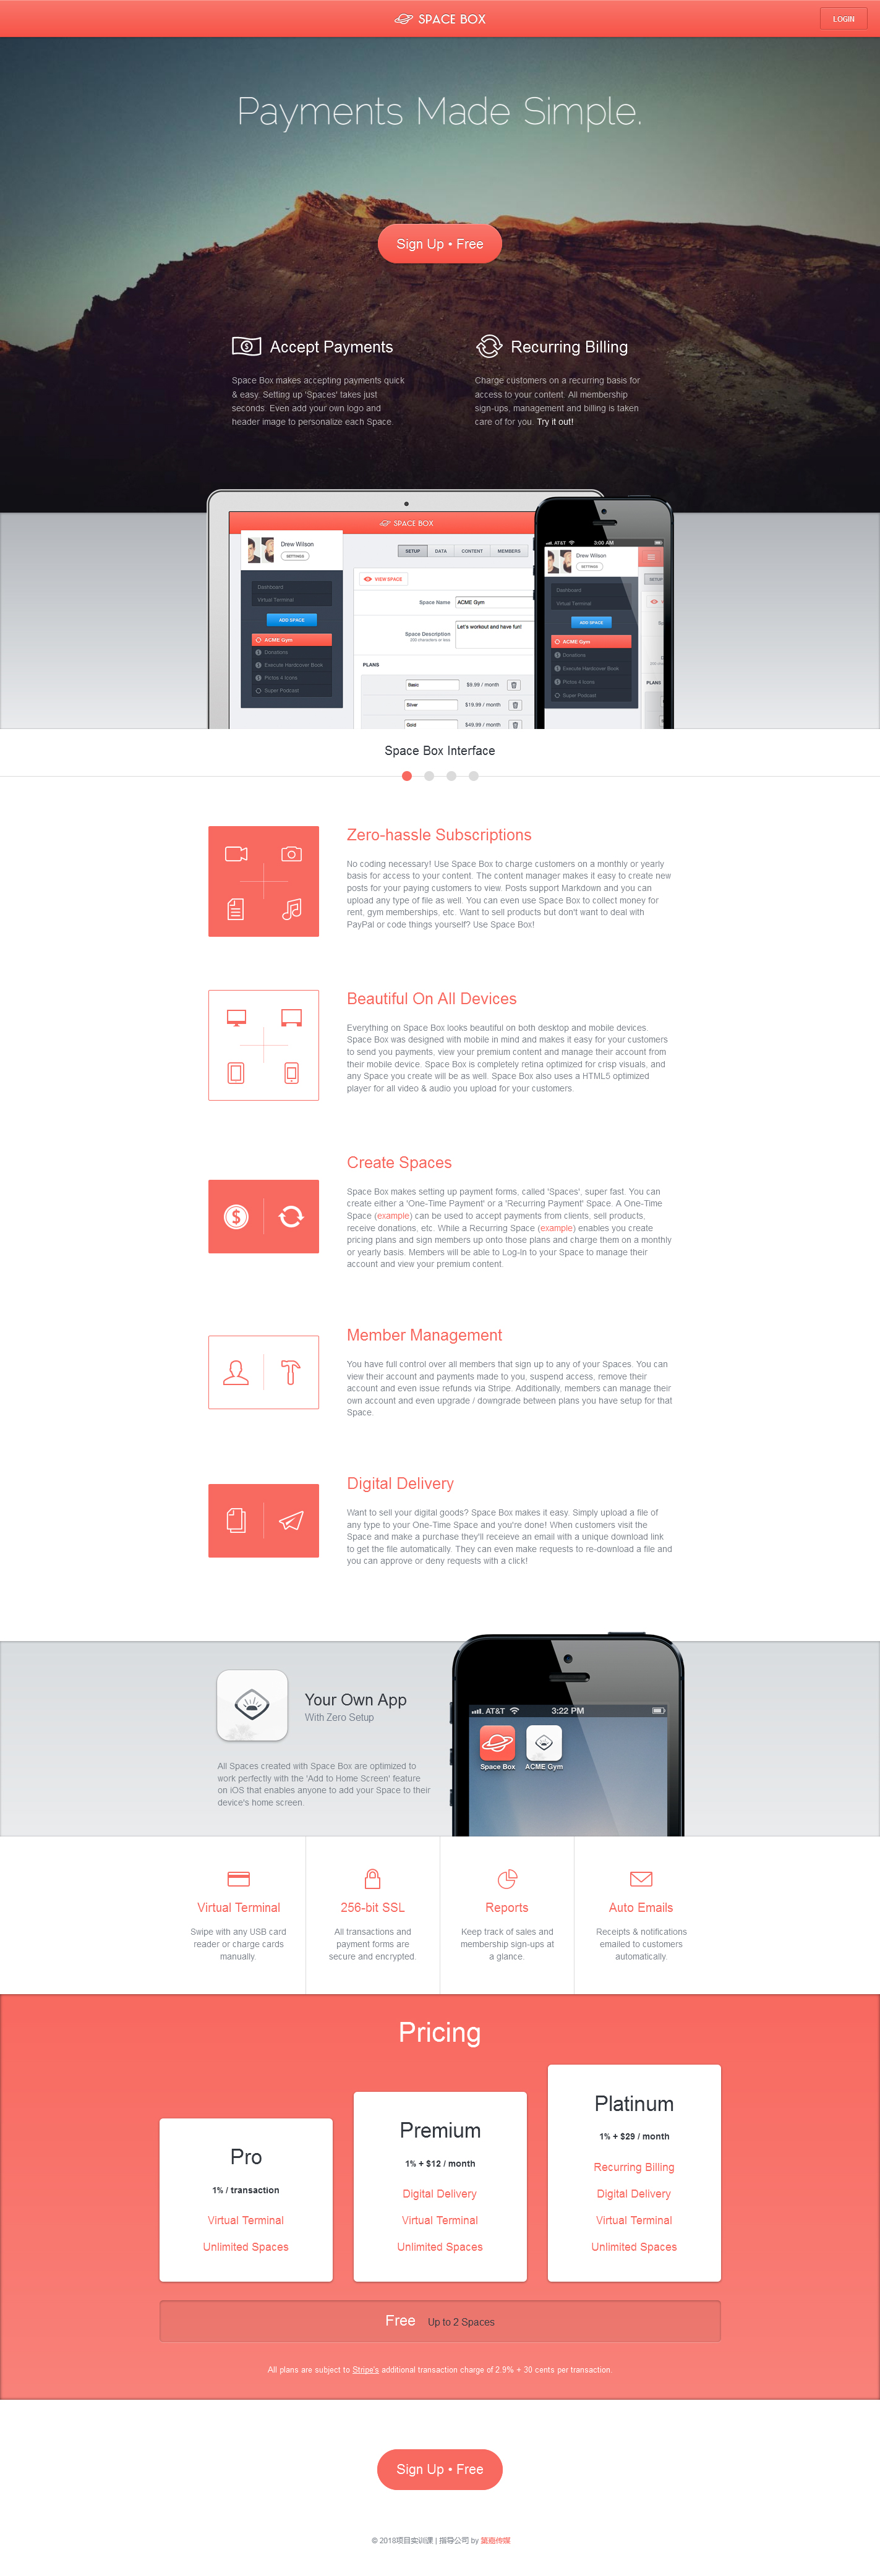 SPACE BOX
LOGIN
Payments Made Simple.
Sign Up • Free
Accept Payments
Space Box makes accepting payments quick
& easy. Setting up 'Spaces' takes just
seconds. Even add your own logo and
header image to personalize each Space.
Recurring Billing
Charge customers on a recurring basis for
access to your content. All membership
sign-ups, management and billing is taken
care of for you. Try it out!
SPACE BOX
Drew Wilson
SETTINGS
Dashboard
Virtual Terminal
ADD SPACE
ACME Gym
Donations
Execute Hardcover Book
Pictos 4 Icons
Super Podcast
SETUP DATA CONTENT MEMBERS
VIEW SPACE
Space Name ACME Gym
Space Description Let's workout and have fun!
200 characters or less
PLANS
Basic $9.99 / month
Silver $19.99 / month
Gold $49.99 / month
AT&T 3:00 AM
Drew Wilson
SETTINGS
SETUP
Dashboard
Virtual Terminal
ADD SPACE
ACME Gym
Donations
Execute Hardcover Book
Pictos 4 Icons
Super Podcast
PLANS
Space Box Interface
Zero-hassle Subscriptions
No coding necessary! Use Space Box to charge customers on a monthly or yearly
basis for access to your content. The content manager makes it easy to create new
posts for your paying customers to view. Posts support Markdown and you can
upload any type of file as well. You can even use Space Box to collect money for
rent, gym memberships, etc. Want to sell products but don't want to deal with
PayPal or code things yourself? Use Space Box!
Beautiful On All Devices
Everything on Space Box looks beautiful on both desktop and mobile devices.
Space Box was designed with mobile in mind and makes it easy for your customers
to send you payments, view your premium content and manage their account from
their mobile device. Space Box is completely retina optimized for crisp visuals, and
any Space you create will be as well. Space Box also uses a HTML5 optimized
player for all video & audio you upload for your customers.
Create Spaces
Space Box makes setting up payment forms, called 'Spaces', super fast. You can
create either a 'One-Time Payment' or a 'Recurring Payment' Space. A One-Time
Space (example) can be used to accept payments from clients, sell products,
receive donations, etc. While a Recurring Space (example) enables you create
pricing plans and sign members up onto those plans and charge them on a monthly
or yearly basis. Members will be able to Log-In to your Space to manage their
account and view your premium content.
Member Management
You have full control over all members that sign up to any of your Spaces. You can
view their account and payments made to you, suspend access, remove their
account and even issue refunds via Stripe. Additionally, members can manage their
own account and even upgrade / downgrade between plans you have setup for that
Space.
Digital Delivery
Want to sell your digital goods? Space Box makes it easy. Simply upload a file of
any type to your One-Time Space and you're done! When customers visit the
Space and make a purchase they'll receieve an email with a unique download link
to get the file automatically. They can even make requests to re-download a file and
you can approve or deny requests with a click!
Your Own App
With Zero Setup
All Spaces created with Space Box are optimized to
work perfectly with the 'Add to Home Screen' feature
on iOS that enables anyone to add your Space to their
device's home screen.
AT&T 3:22 PM
Space Box ACME Gym
Virtual Terminal
Swipe with any USB card
reader or charge cards
manually.
256-bit SSL
All transactions and
payment forms are
secure and encrypted.
Reports
Keep track of sales and
membership sign-ups at
a glance.
Auto Emails
Receipts & notifications
emailed to customers
automatically.
Pricing
Pro
1% / transaction
Virtual Terminal
Unlimited Spaces
Premium
1% + $12 / month
Digital Delivery
Virtual Terminal
Unlimited Spaces
Platinum
1% + $29 / month
Recurring Billing
Digital Delivery
Virtual Terminal
Unlimited Spaces
Free Up to 2 Spaces
All plans are subject to Stripe's additional transaction charge of 2.9% + 30 cents per transaction.
Sign Up • Free
© 2018项目实训课 | 指导公司 by